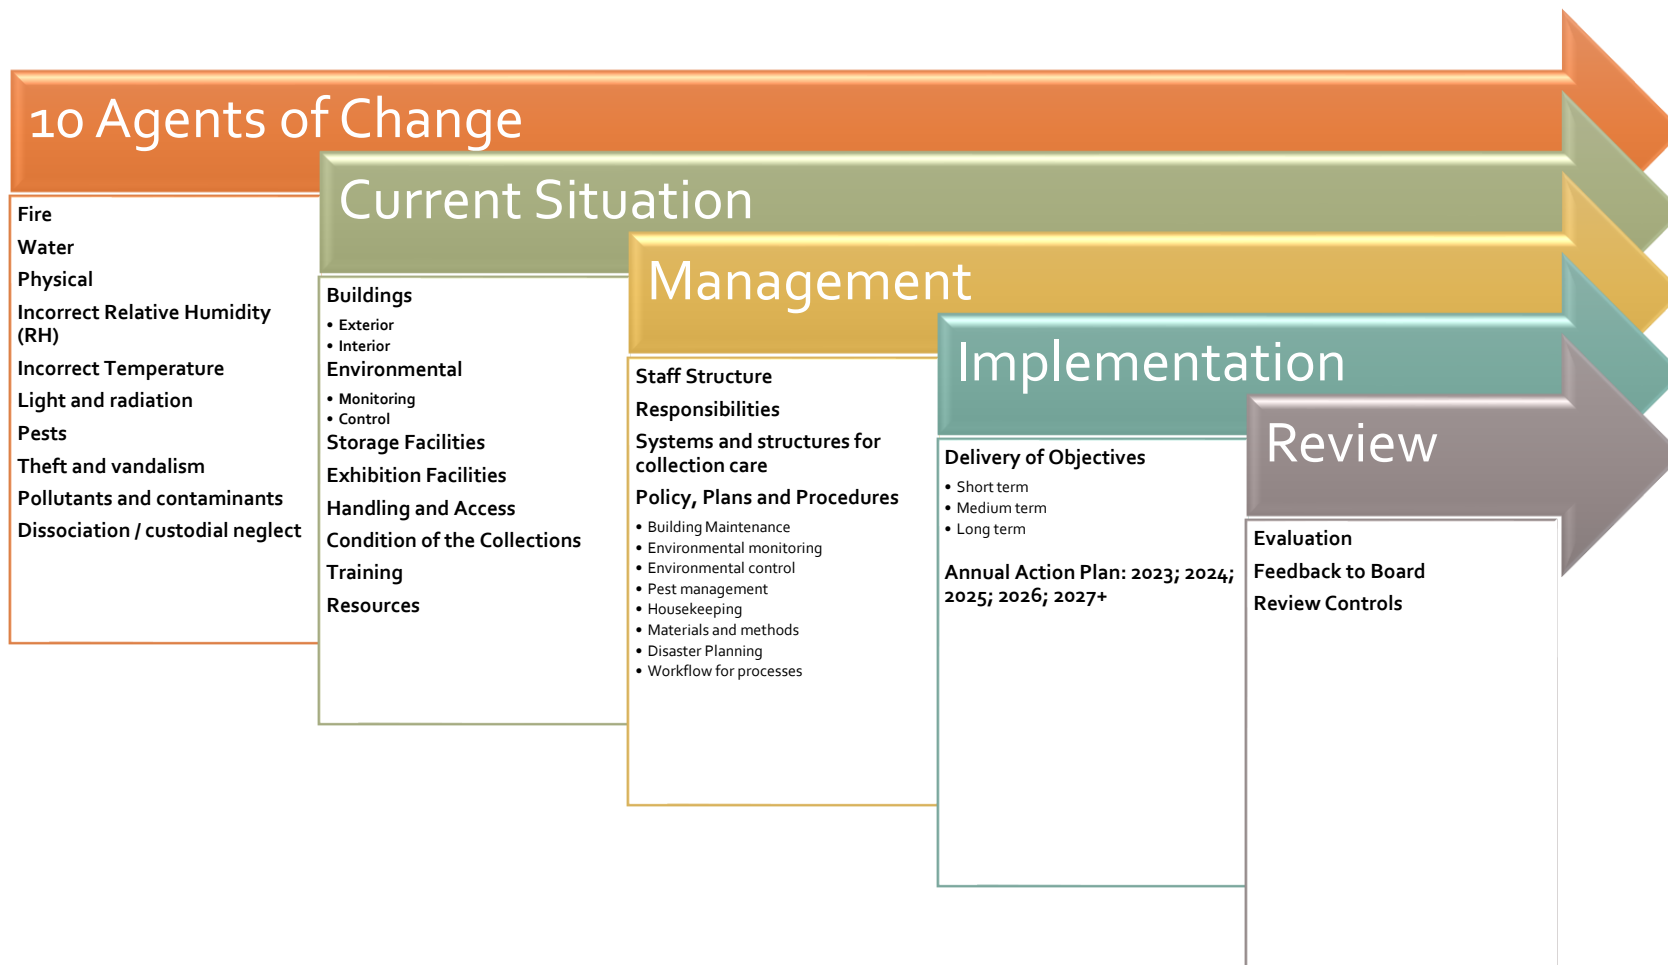 10 Agents of Change
Fire
Water
Physical
Incorrect Relative Humidity
(RH)
Incorrect Temperature
Light and radiation
Pests
Theft and vandalism
Pollutants and contaminants
Dissociation / custodial neglect
Current Situation
Buildings
• Exterior
• Interior
Environmental
• Monitoring
• Control
Storage Facilities
Exhibition Facilities
Handling and Access
Condition of the Collections
Training
Resources
Management
Staff Structure
Responsibilities
Systems and structures for
collection care
Policy, Plans and Procedures
• Building Maintenance
• Environmental monitoring
• Environmental control
• Pest management
• Housekeeping
• Materials and methods
• Disaster Planning
• Workflow for processes
Implementation
Delivery of Objectives
• Short term
• Medium term
• Long term
Annual Action Plan: 2023; 2024;
2025; 2026; 2027+
Review
Evaluation
Feedback to Board
Review Controls